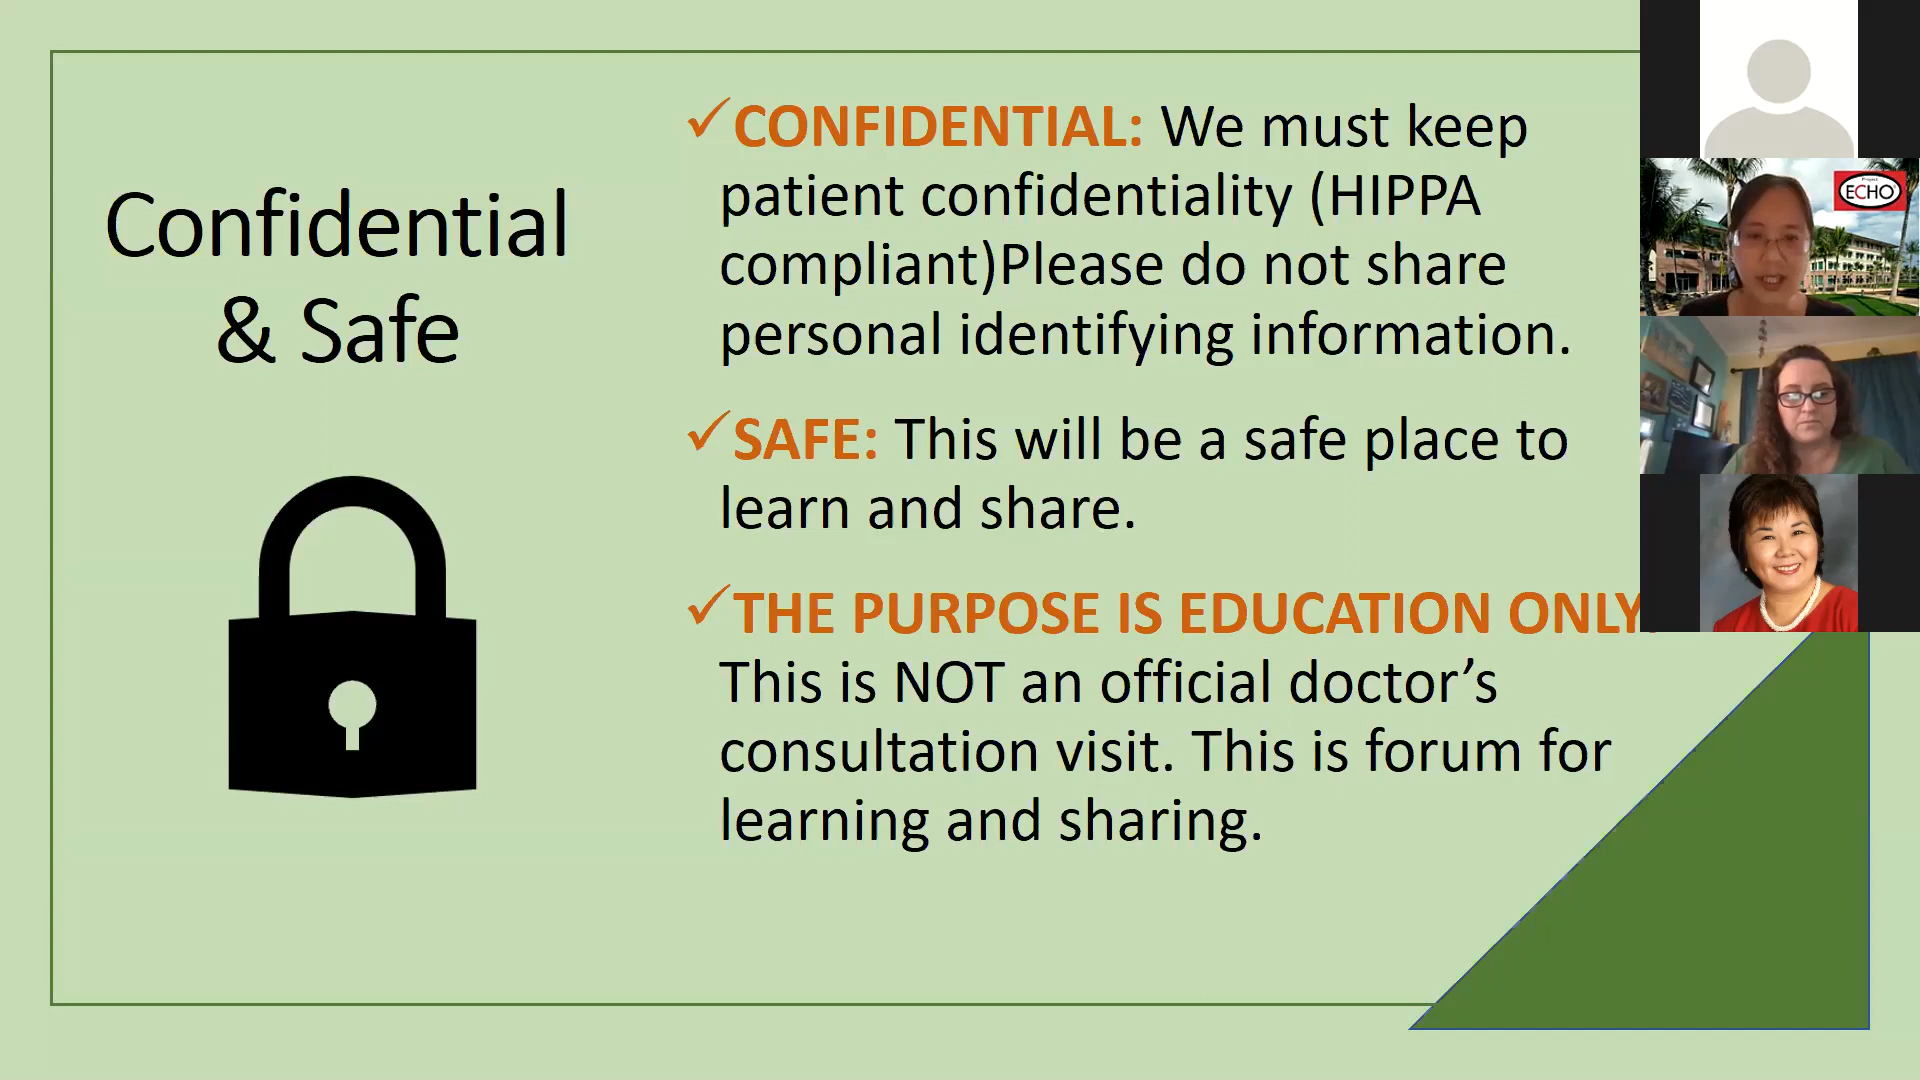 Confidential
& Safe
✓CONFIDENTIAL: We must keep
patient confidentiality (HIPPA
compliant)Please do not share
personal identifying information.
✓SAFE: This will be a safe place to
learn and share.
✓THE PURPOSE IS EDUCATION ONLY.
This is NOT an official doctor’s
consultation visit. This is forum for
learning and sharing.
Project
ECHO